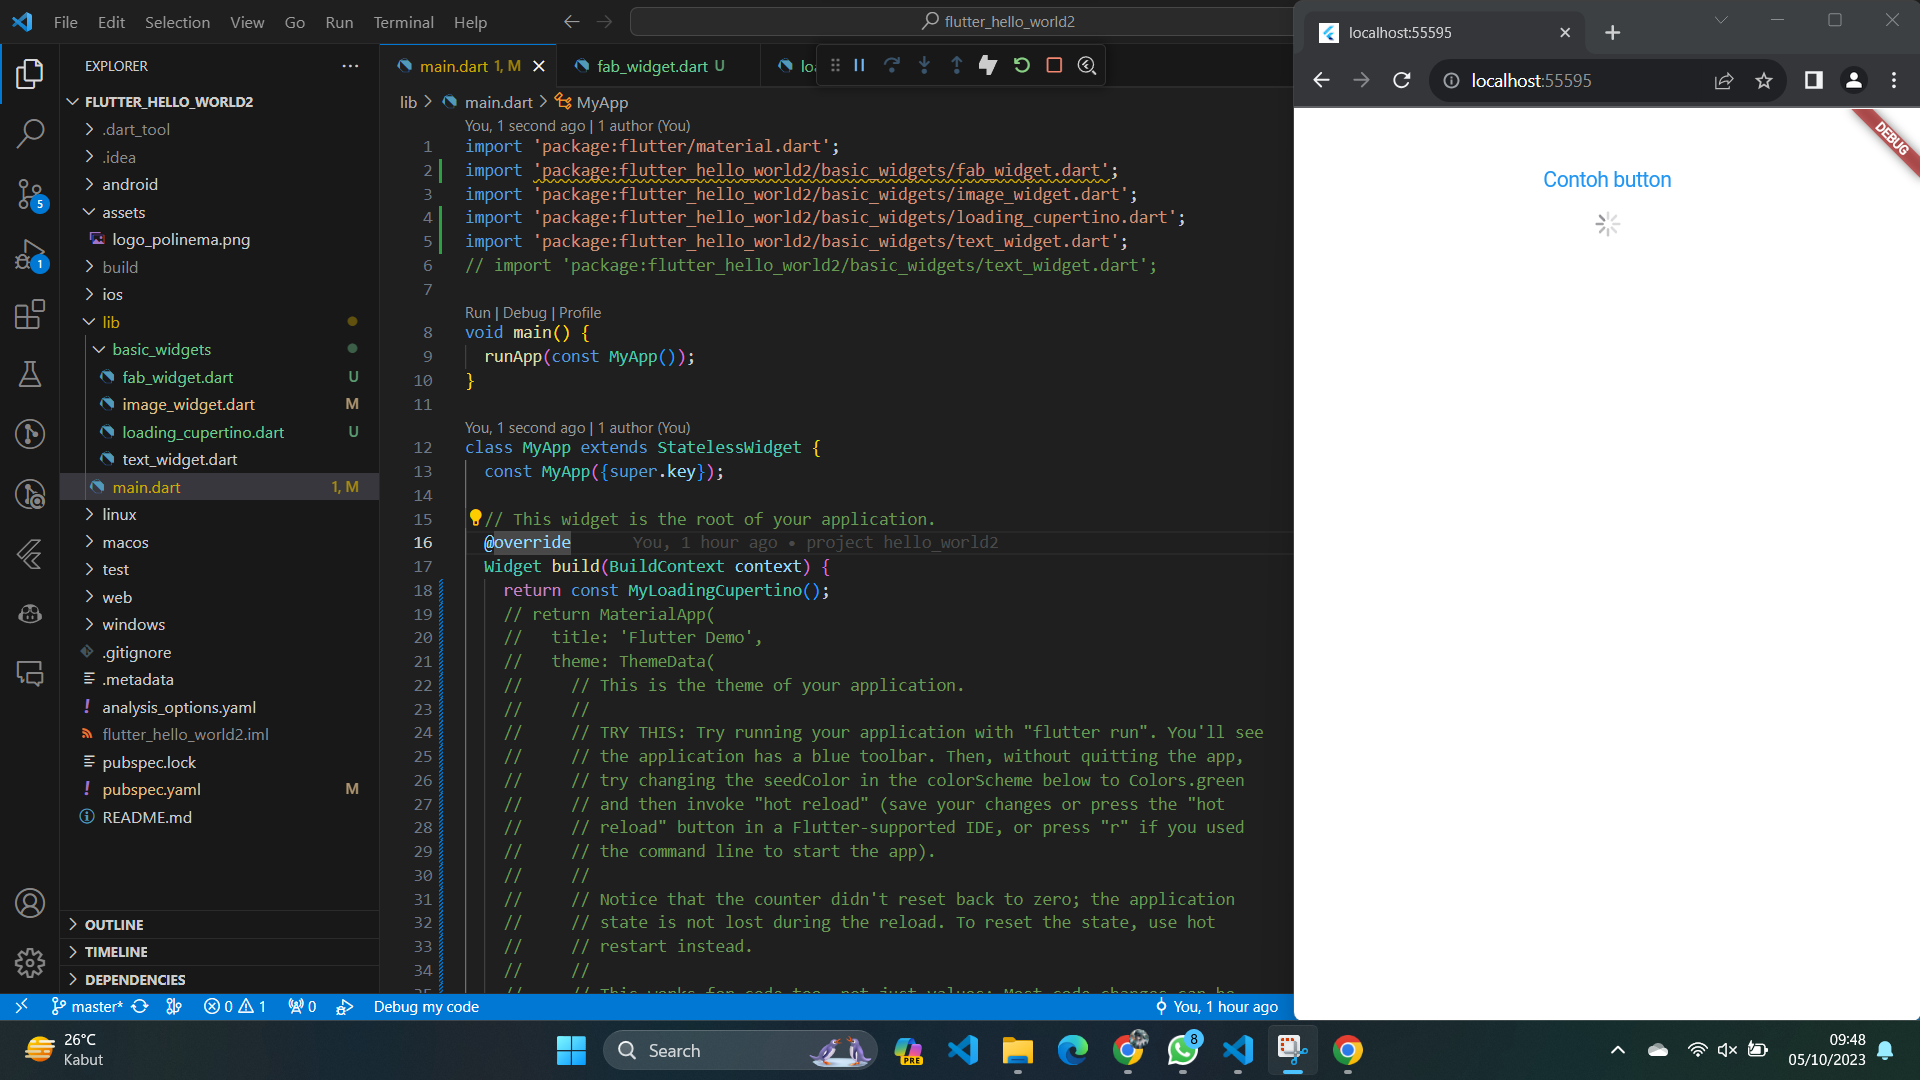 File Edit Selection View Go Run Terminal Help
flutter_hello_world2
EXPLORER
FLUTTER_HELLO_WORLD2
.dart_tool
.idea
android
assets
logo_polinema.png
build
ios
lib
basic_widgets
fab_widget.dart U
image_widget.dart M
loading_cupertino.dart U
text_widget.dart
main.dart 1, M
linux
macos
test
web
windows
.gitignore
.metadata
analysis_options.yaml
flutter_hello_world2.iml
pubspec.lock
pubspec.yaml M
README.md
OUTLINE
TIMELINE
DEPENDENCIES
5
1
main.dart 1, M
fab_widget.dart U
lib > main.dart > MyApp
You, 1 second ago | 1 author (You)
1 import 'package:flutter/material.dart';
2 import 'package:flutter_hello_world2/basic_widgets/fab_widget.dart';
3 import 'package:flutter_hello_world2/basic_widgets/image_widget.dart';
4 import 'package:flutter_hello_world2/basic_widgets/loading_cupertino.dart';
5 import 'package:flutter_hello_world2/basic_widgets/text_widget.dart';
6 // import 'package:flutter_hello_world2/basic_widgets/text_widget.dart';
7
Run | Debug | Profile
8 void main() {
9 runApp(const MyApp());
10 }
11
You, 1 second ago | 1 author (You)
12 class MyApp extends StatelessWidget {
13 const MyApp({super.key});
14
15 // This widget is the root of your application.
16 @override You, 1 hour ago • project hello_world2
17 Widget build(BuildContext context) {
18 return const MyLoadingCupertino();
19 // return MaterialApp(
20 // title: 'Flutter Demo',
21 // theme: ThemeData(
22 // // This is the theme of your application.
23 // //
24 // // TRY THIS: Try running your application with "flutter run". You'll see
25 // // the application has a blue toolbar. Then, without quitting the app,
26 // // try changing the seedColor in the colorScheme below to Colors.green
27 // // and then invoke "hot reload" (save your changes or press the "hot
28 // // reload" button in a Flutter-supported IDE, or press "r" if you used
29 // // the command line to start the app).
30 // //
31 // // Notice that the counter didn't reset back to zero; the application
32 // // state is not lost during the reload. To reset the state, use hot
33 // // restart instead.
34 // //
master* 0 1 0 Debug my code You, 1 hour ago
localhost:55595
localhost:55595
DEBUG
Contoh button
26°C
Kabut
Search
PRE
8
09:48
05/10/2023